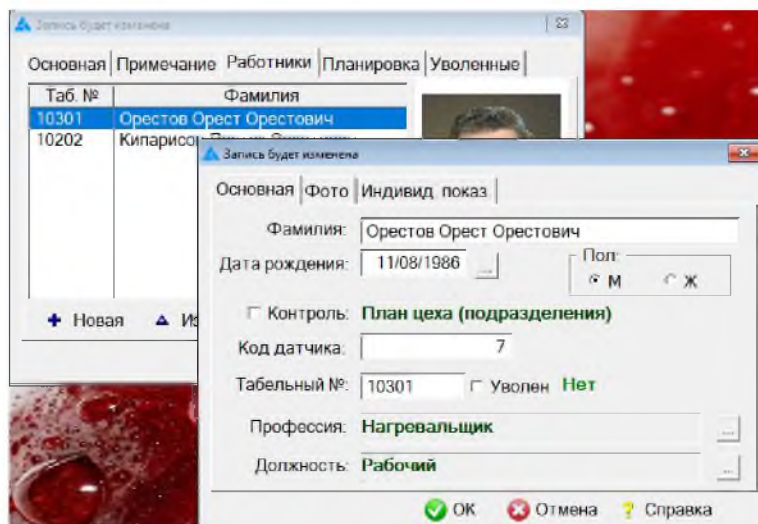 Запись будет изменена
Основная Примечание Работники Планировка Уволенные
Таб. № Фамилия
10301 Орестов Орест Орестович
10202
Новая
Запись будет изменена
Основная Фото Индивид показ
Фамилия: Орестов Орест Орестович
Дата рождения: 11/08/1986 ... Пол:
М Ж
Контроль: План цеха (подразделения)
Код датчика: 7
Табельный №: 10301 Уволен Нет
Профессия: Нагревальщик ...
Должность: Рабочий ...
ОК Отмена ? Справка